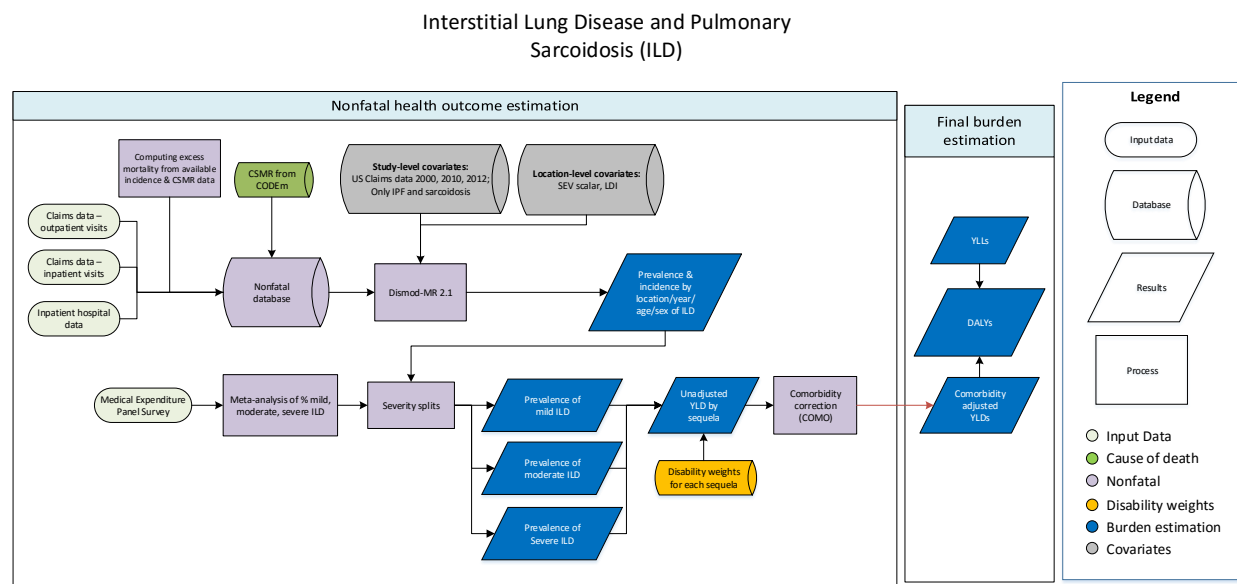 Interstitial Lung Disease and Pulmonary
Sarcoidosis (ILD)
Nonfatal health outcome estimation
Computing excess
mortality from available
incidence & CSMR data
CSMR from
CODEm
Study-level covariates:
US Claims data 2000, 2010, 2012;
Only IPF and sarcoidosis
Location-level covariates:
SEV scalar, LDI
Claims data –
outpatient visits
Claims data –
inpatient visits
Inpatient hospital
data
Nonfatal
database
Dismod-MR 2.1
Prevalence &
incidence by
location/year/
age/sex of ILD
Medical Expenditure
Panel Survey
Meta-analysis of % mild,
moderate, severe ILD
Severity splits
Prevalence of
mild ILD
Prevalence of
moderate ILD
Prevalence of
Severe ILD
Unadjusted
YLD by
sequela
Disability weights
for each sequela
Comorbidity
correction
(COMO)
Final burden
estimation
YLLs
DALYs
Comorbidity
adjusted
YLDs
Legend
Input data
Database
Results
Process
Input Data
Cause of death
Nonfatal
Disability weights
Burden estimation
Covariates